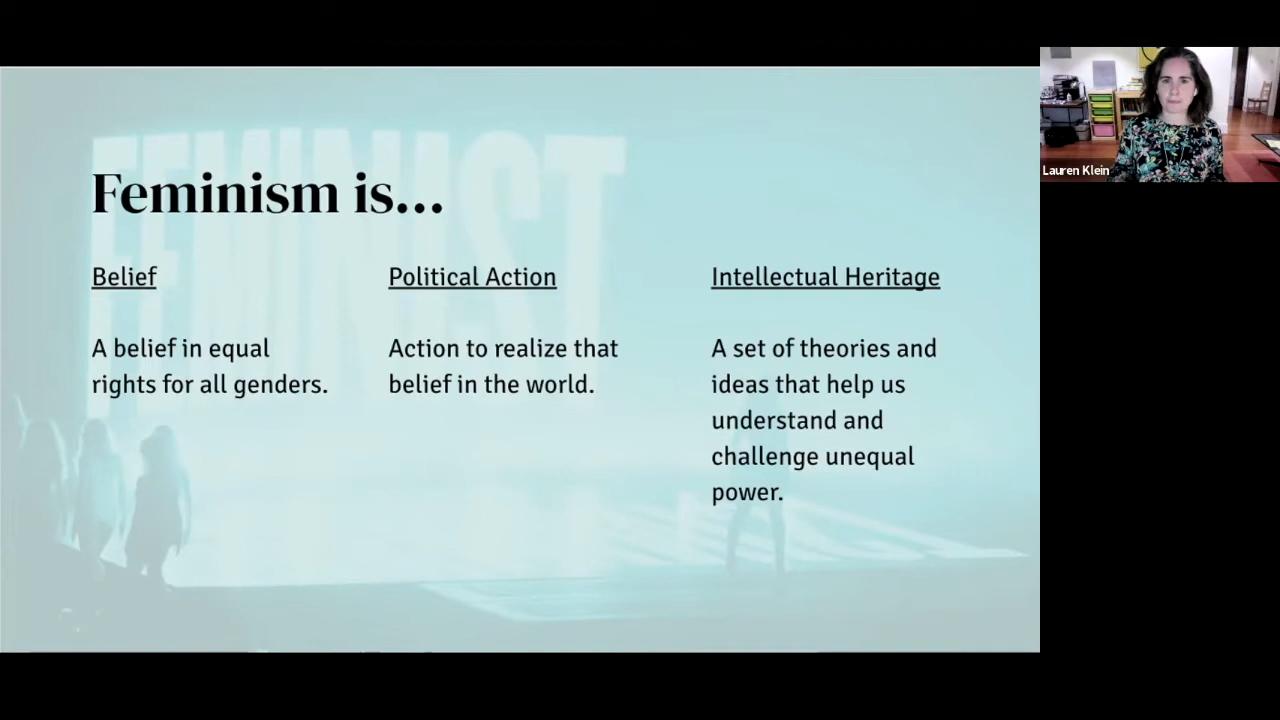 FEMINIST
Feminism is...
Belief
A belief in equal
rights for all genders.
Political Action
Action to realize that
belief in the world.
Intellectual Heritage
A set of theories and
ideas that help us
understand and
challenge unequal
power.
Lauren Klein